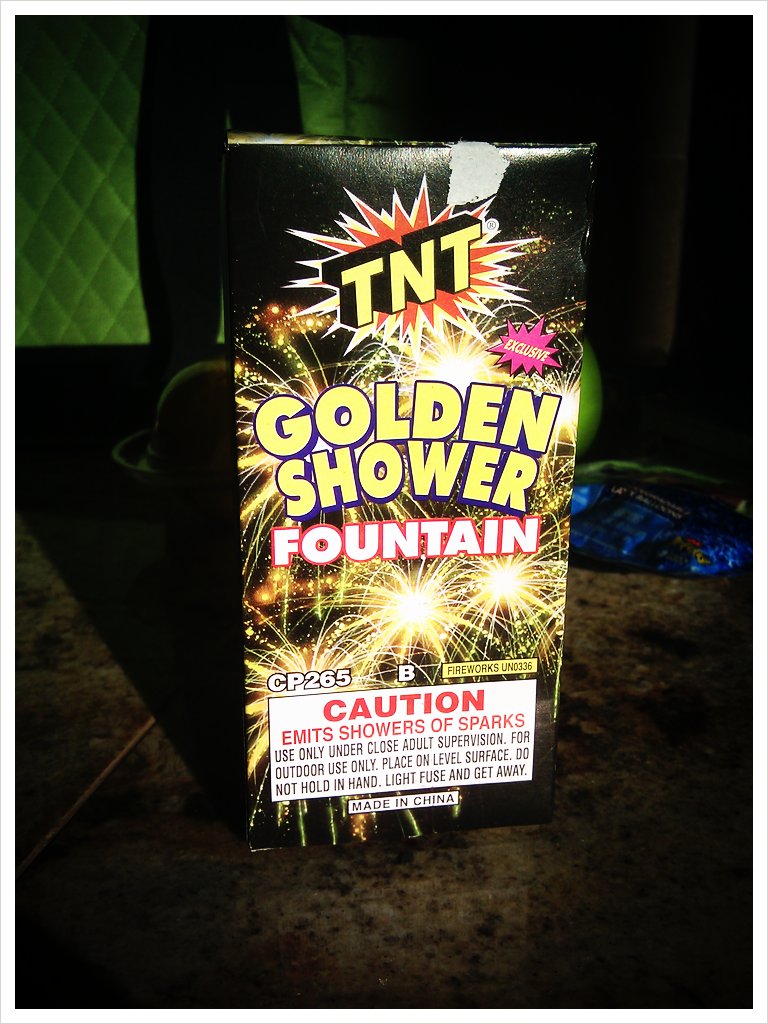 TNT®
EXCLUSIVE
GOLDEN
SHOWER
FOUNTAIN
CP265 B FIREWORKS UN0336
CAUTION
EMITS SHOWERS OF SPARKS
USE ONLY UNDER CLOSE ADULT SUPERVISION. FOR
OUTDOOR USE ONLY. PLACE ON LEVEL SURFACE. DO
NOT HOLD IN HAND. LIGHT FUSE AND GET AWAY.
MADE IN CHINA